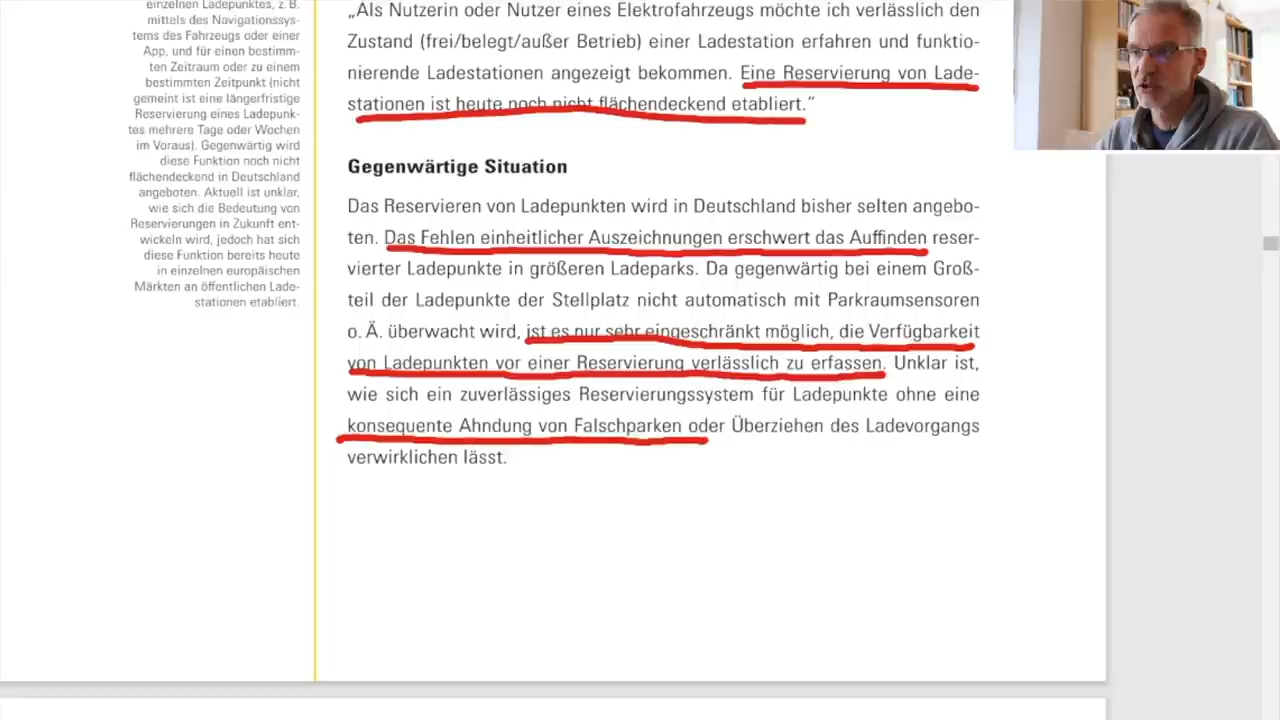 einzelnen Ladepunktes, z. B.
mittels des Navigationssys-
tems des Fahrzeugs oder einer
App, und für einen bestimm-
ten Zeitraum oder zu einem
bestimmten Zeitpunkt (nicht
gemeint ist eine längerfristige
Reservierung eines Ladepunk-
tes mehrere Tage oder Wochen
im Voraus). Gegenwärtig wird
diese Funktion noch nicht
flächendeckend in Deutschland
angeboten. Aktuell ist unklar,
wie sich die Bedeutung von
Reservierungen in Zukunft ent-
wickeln wird, jedoch hat sich
diese Funktion bereits heute
in einzelnen europäischen
Märkten an öffentlichen Lade-
stationen etabliert.
„Als Nutzerin oder Nutzer eines Elektrofahrzeugs möchte ich verlässlich den
Zustand (frei/belegt/außer Betrieb) einer Ladestation erfahren und funktio-
nierende Ladestationen angezeigt bekommen. Eine Reservierung von Lade-
stationen ist heute noch nicht flächendeckend etabliert.“
Gegenwärtige Situation
Das Reservieren von Ladepunkten wird in Deutschland bisher selten angebo-
ten. Das Fehlen einheitlicher Auszeichnungen erschwert das Auffinden reser-
vierter Ladepunkte in größeren Ladeparks. Da gegenwärtig bei einem Groß-
teil der Ladepunkte der Stellplatz nicht automatisch mit Parkraumsensoren
o. Ä. überwacht wird, ist es nur sehr eingeschränkt möglich, die Verfügbarkeit
von Ladepunkten vor einer Reservierung verlässlich zu erfassen. Unklar ist,
wie sich ein zuverlässiges Reservierungssystem für Ladepunkte ohne eine
konsequente Ahndung von Falschparken oder Überziehen des Ladevorgangs
verwirklichen lässt.